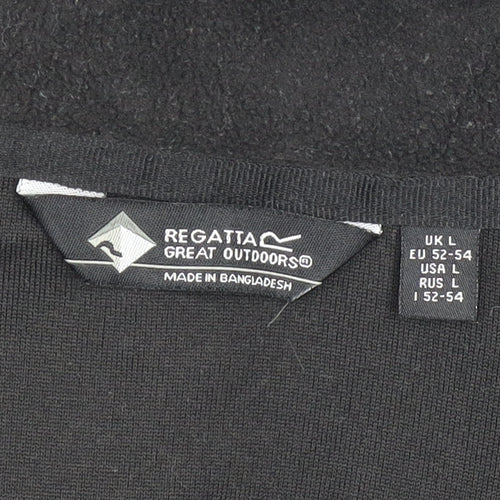 REGATTA
GREAT OUTDOORS®
MADE IN BANGLADESH
UK L
EU 52-54
USA L
RUS L
I 52-54